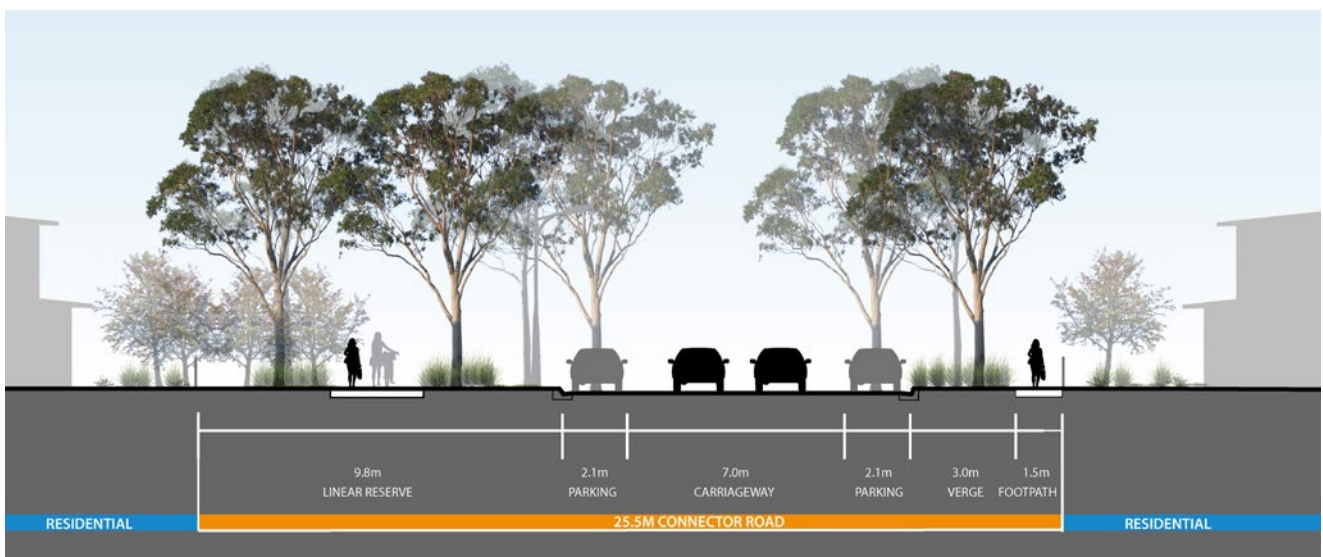 9.8m
LINEAR RESERVE
2.1m
PARKING
7.0m
CARRIAGEWAY
2.1m
PARKING
3.0m
VERGE
1.5m
FOOTPATH
RESIDENTIAL
25.5M CONNECTOR ROAD
RESIDENTIAL